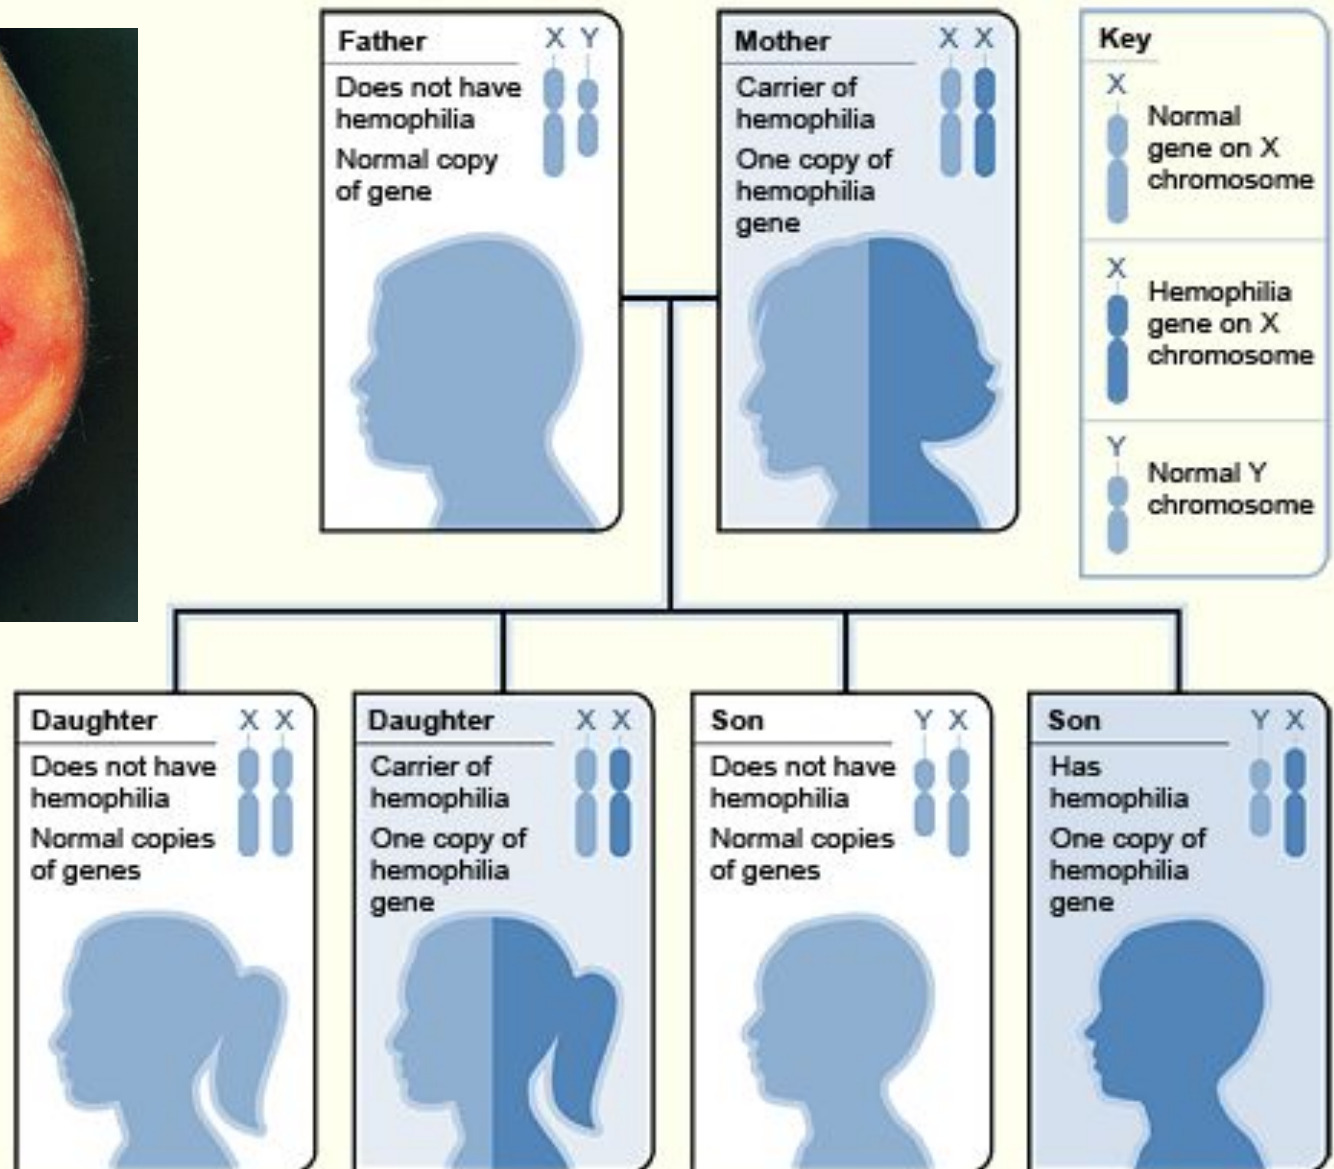 Father
X Y
Does not have
hemophilia
Normal copy
of gene
Mother
X X
Carrier of
hemophilia
One copy of
hemophilia
gene
Key
X
Normal
gene on X
chromosome
X
Hemophilia
gene on X
chromosome
Y
Normal Y
chromosome
Daughter
X X
Does not have
hemophilia
Normal copies
of genes
Daughter
X X
Carrier of
hemophilia
One copy of
hemophilia
gene
Son
Y X
Does not have
hemophilia
Normal copies
of genes
Son
Y X
Has
hemophilia
One copy of
hemophilia
gene